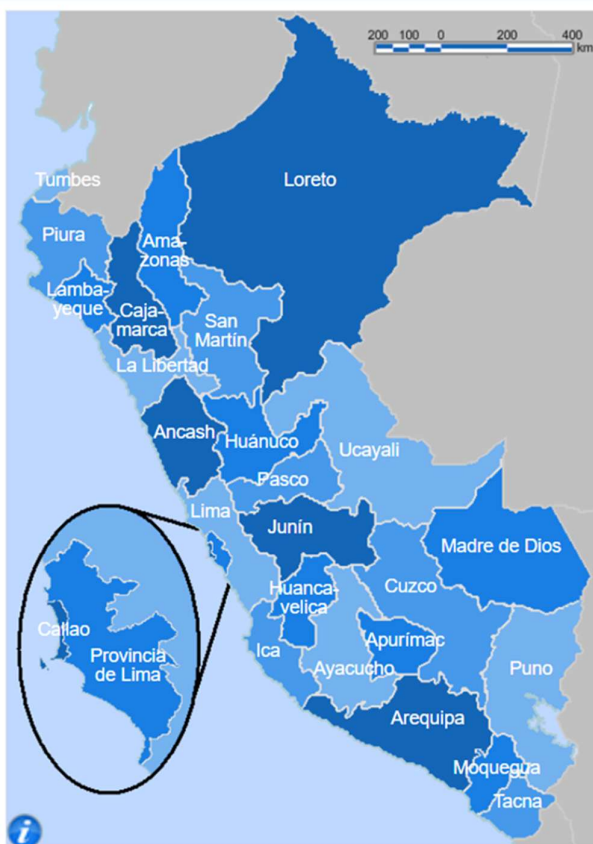 200 100 0 200 400
km
Tumbes
Loreto
Piura
Ama-
zonas
Lamba-
yeque
Caja-
marca
San
Martín
La Libertad
Ancash
Huánuco
Ucayali
Pasco
Lima
Junín
Madre de Dios
Huanca-
velica
Cuzco
Callao
Provincia
de Lima
Ica
Apurímac
Ayacucho
Puno
Arequipa
Moquegua
Tacna
i